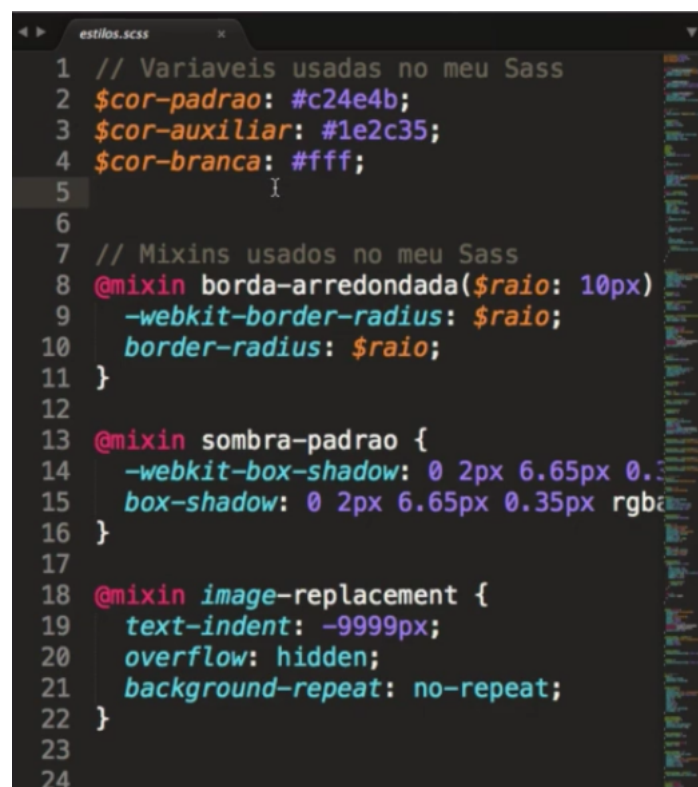 estilos.scss ×
1 // Variaveis usadas no meu Sass
2 $cor-padrao: #c24e4b;
3 $cor-auxiliar: #1e2c35;
4 $cor-branca: #fff;
5
6
7 // Mixins usados no meu Sass
8 @mixin borda-arredondada($raio: 10px)
9 -webkit-border-radius: $raio;
10 border-radius: $raio;
11 }
12
13 @mixin sombra-padrao {
14 -webkit-box-shadow: 0 2px 6.65px 0.3
15 box-shadow: 0 2px 6.65px 0.35px rgba
16 }
17
18 @mixin image-replacement {
19 text-indent: -9999px;
20 overflow: hidden;
21 background-repeat: no-repeat;
22 }
23
24